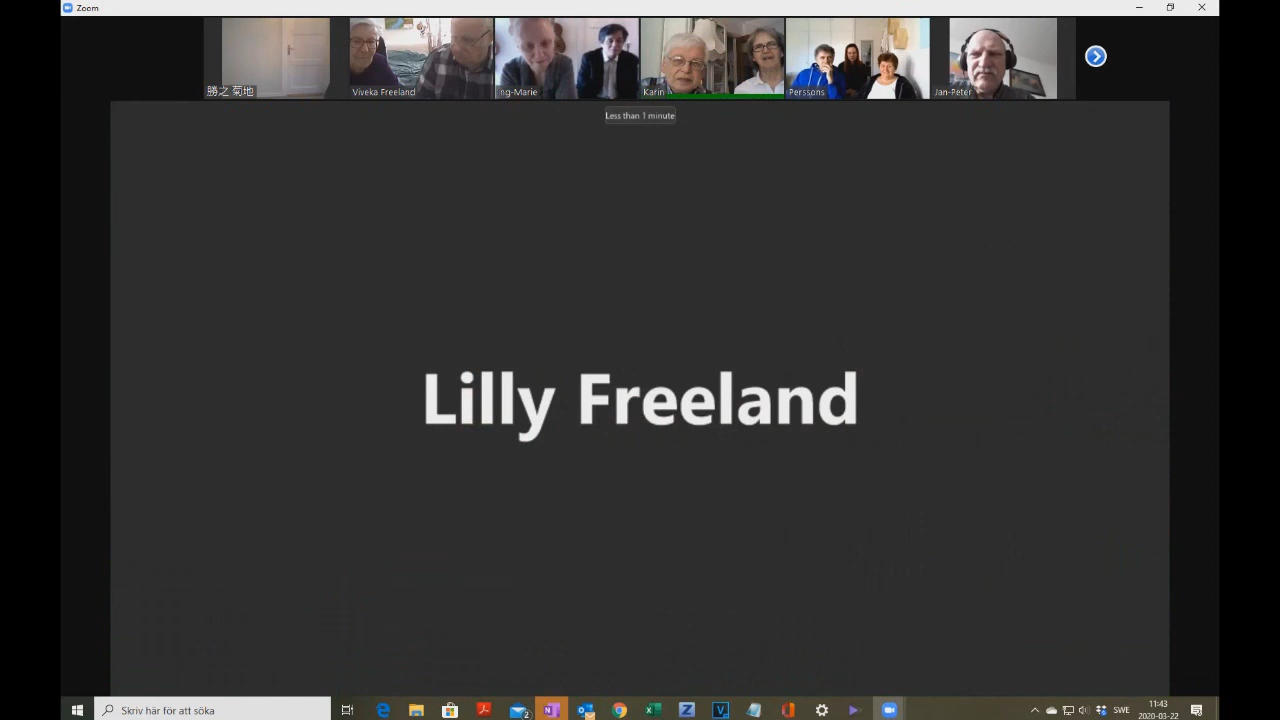 Zoom
勝之 菊地
Viveka Freeland
ng-Marie
Karin
Perssons
Jan-Peter
Less than 1 minute
Lilly Freeland
Skriv här för att söka
2
SWE
11:43
2020-03-22